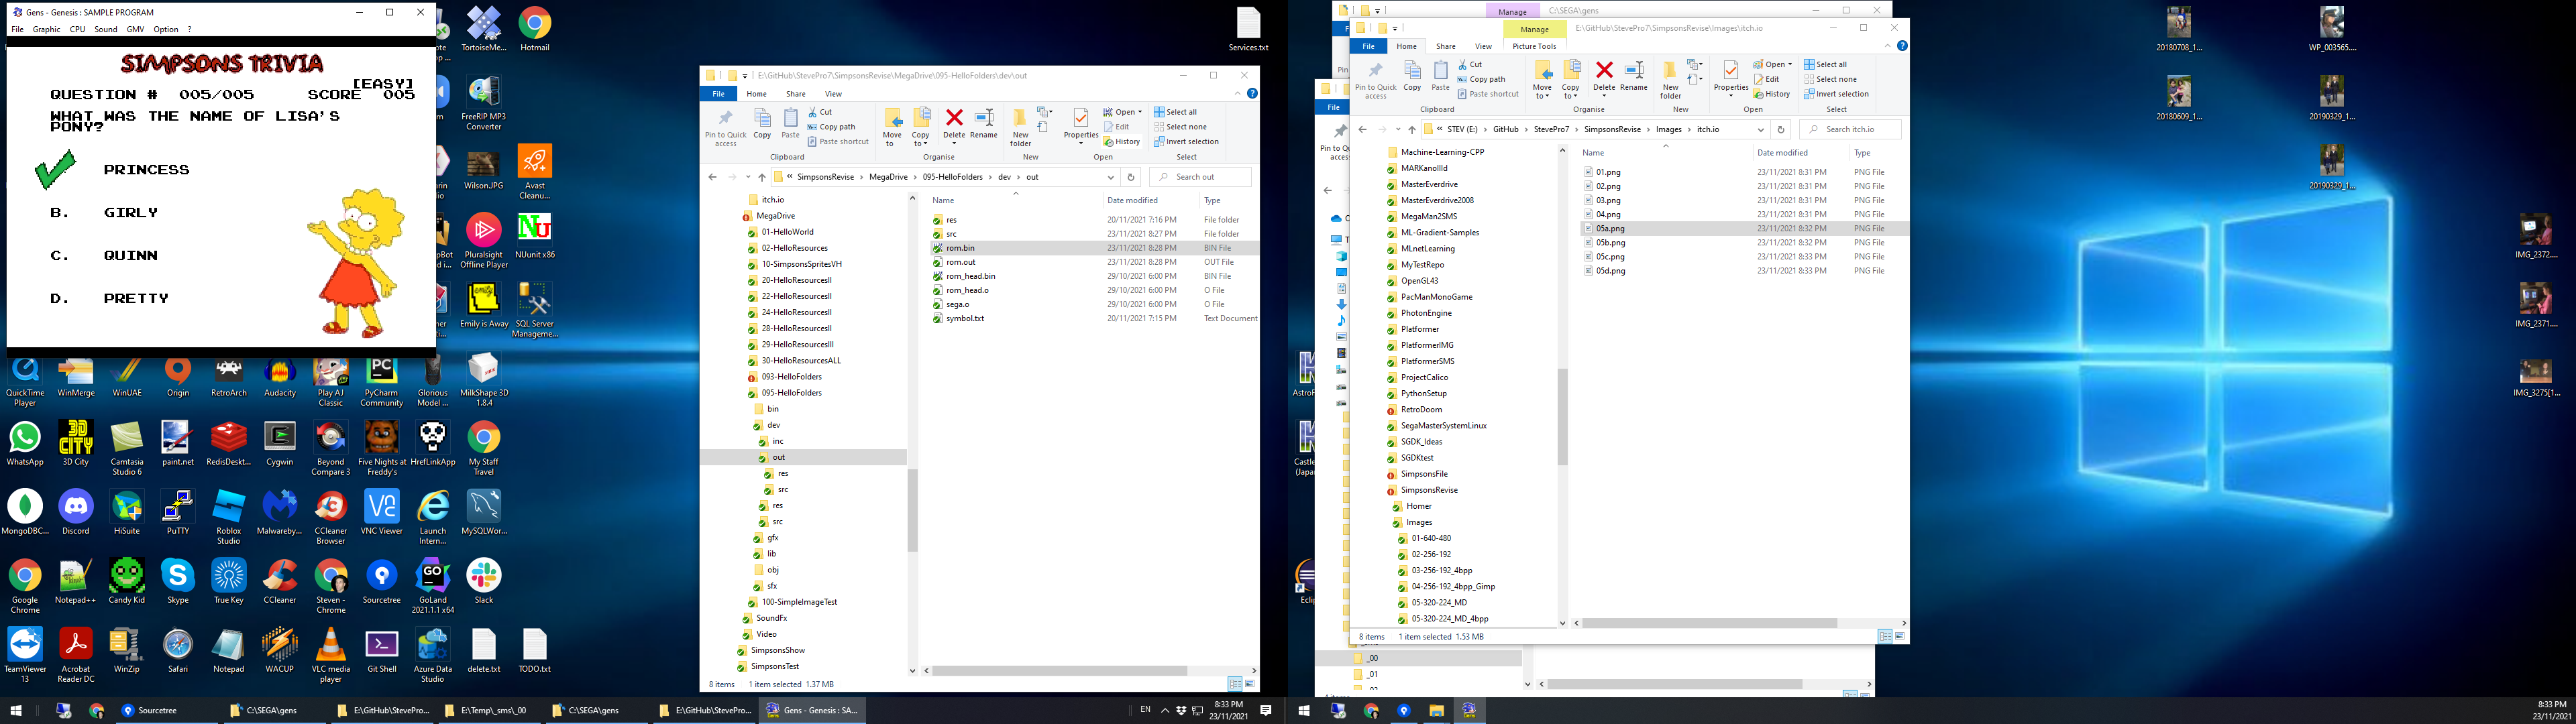 Gens - Genesis : SAMPLE PROGRAM
File Graphic CPU Sound GMV Option ?
SIMPSONS TRIVIA
[EASY]
QUESTION # 005/005 SCORE 005
WHAT WAS THE NAME OF LISA'S
PONY?
PRINCESS
B. GIRLY
C. QUINN
D. PRETTY
TortoiseMe...
Hotmail
FreeRIP MP3
Converter
WilsonJPG
Avast
Cleanu...
Pluralsight
Offline Player
NUnit x86
Emily is Away
SQL Server
Manageme...
QuickTime
Player
WinMerge
WinUAE
Origin
RetroArch
Audacity
Play AJ
Classic
PyCharm
Community
Glorious
Model ...
MilkShape 3D
1.8.4
WhatsApp
3D City
Camtasia
Studio 6
paint.net
RedisDeskt...
Cygwin
Beyond
Compare 3
Five Nights at
Freddy's
HrefLinkApp
My Staff
Travel
MongoDBC...
Discord
HiSuite
PuTTY
Roblox
Studio
Malwareby...
CCleaner
Browser
VNC Viewer
Launch
Intern...
MySQLWor...
Google
Chrome
Notepad++
Candy Kid
Skype
True Key
CCleaner
Steven -
Chrome
Sourcetree
GoLand
2021.1.1 x64
Slack
TeamViewer
13
Acrobat
Reader DC
WinZip
Safari
Notepad
WACUP
VLC media
player
Git Shell
Azure Data
Studio
delete.txt
TODO.txt
Services.txt
E:\GitHub\StevePro7\SimpsonsRevise\MegaDrive\095-HelloFolders\dev\out
File Home Share View
Pin to Quick
access
Copy
Paste
Cut
Copy path
Paste shortcut
Move
to
Copy
to
Delete
Rename
New
folder
Properties
Open
Edit
History
Select all
Select none
Invert selection
Clipboard Organise New Open Select
SimpsonsRevise MegaDrive 095-HelloFolders dev out
Search out
itch.io
MegaDrive
01-HelloWorld
02-HelloResources
10-SimpsonsSpritesVH
20-HelloResourcesII
22-HelloResourcesII
24-HelloResourcesII
28-HelloResourcesII
29-HelloResourcesIII
30-HelloResourcesALL
093-HelloFolders
095-HelloFolders
bin
dev
inc
out
res
src
res
src
gfx
lib
obj
sfx
100-SimpleImageTest
SoundFx
Video
SimpsonsShow
SimpsonsTest
Name Date modified Type
res 20/11/2021 7:16 PM File folder
src 23/11/2021 8:27 PM File folder
rom.bin 23/11/2021 8:28 PM BIN File
rom.out 23/11/2021 8:28 PM OUT File
rom_head.bin 29/10/2021 6:00 PM BIN File
rom_head.o 29/10/2021 6:00 PM O File
sega.o 29/10/2021 6:00 PM O File
symbol.txt 20/11/2021 7:15 PM Text Document
8 items 1 item selected 1.37 MB
Manage C:\SEGA\gens
Manage E:\GitHub\StevePro7\SimpsonsRevise\Images\itch.io
File Home Share View Picture Tools
Pin to Quick
access
Copy
Paste
Cut
Copy path
Paste shortcut
Move
to
Copy
to
Delete
Rename
New
folder
Properties
Open
Edit
History
Select all
Select none
Invert selection
Clipboard Organise New Open Select
STEV (E:) GitHub StevePro7 SimpsonsRevise Images itch.io
Search itch.io
Machine-Learning-CPP
MARKanoIIId
MasterEverdrive
MasterEverdrive2008
MegaMan2SMS
ML-Gradient-Samples
MLnetLearning
MyTestRepo
OpenGL43
PacManMonoGame
PhotonEngine
Platformer
PlatformerIMG
PlatformerSMS
ProjectCalico
PythonSetup
RetroDoom
SegaMasterSystemLinux
SGDK_Ideas
SGDKtest
SimpsonsFile
SimpsonsRevise
Homer
Images
01-640-480
02-256-192
03-256-192_4bpp
04-256-192_4bpp_Gimp
05-320-224_MD
05-320-224_MD_4bpp
Name Date modified Type
01.png 23/11/2021 8:31 PM PNG File
02.png 23/11/2021 8:31 PM PNG File
03.png 23/11/2021 8:31 PM PNG File
04.png 23/11/2021 8:31 PM PNG File
05a.png 23/11/2021 8:32 PM PNG File
05b.png 23/11/2021 8:32 PM PNG File
05c.png 23/11/2021 8:33 PM PNG File
05d.png 23/11/2021 8:33 PM PNG File
8 items 1 item selected 1.53 MB
File
_00
_01
20180708_1...
WP_003565....
20180609_1...
20190329_1...
20190329_1...
IMG_2372....
IMG_2371....
IMG_3275[1...
Sourcetree
C:\SEGA\gens
E:\GitHub\StevePro...
E:\Temp\_sms\_00
C:\SEGA\gens
E:\GitHub\StevePro...
Gens - Genesis : SA...
EN
8:33 PM
23/11/2021
8:33 PM
23/11/2021